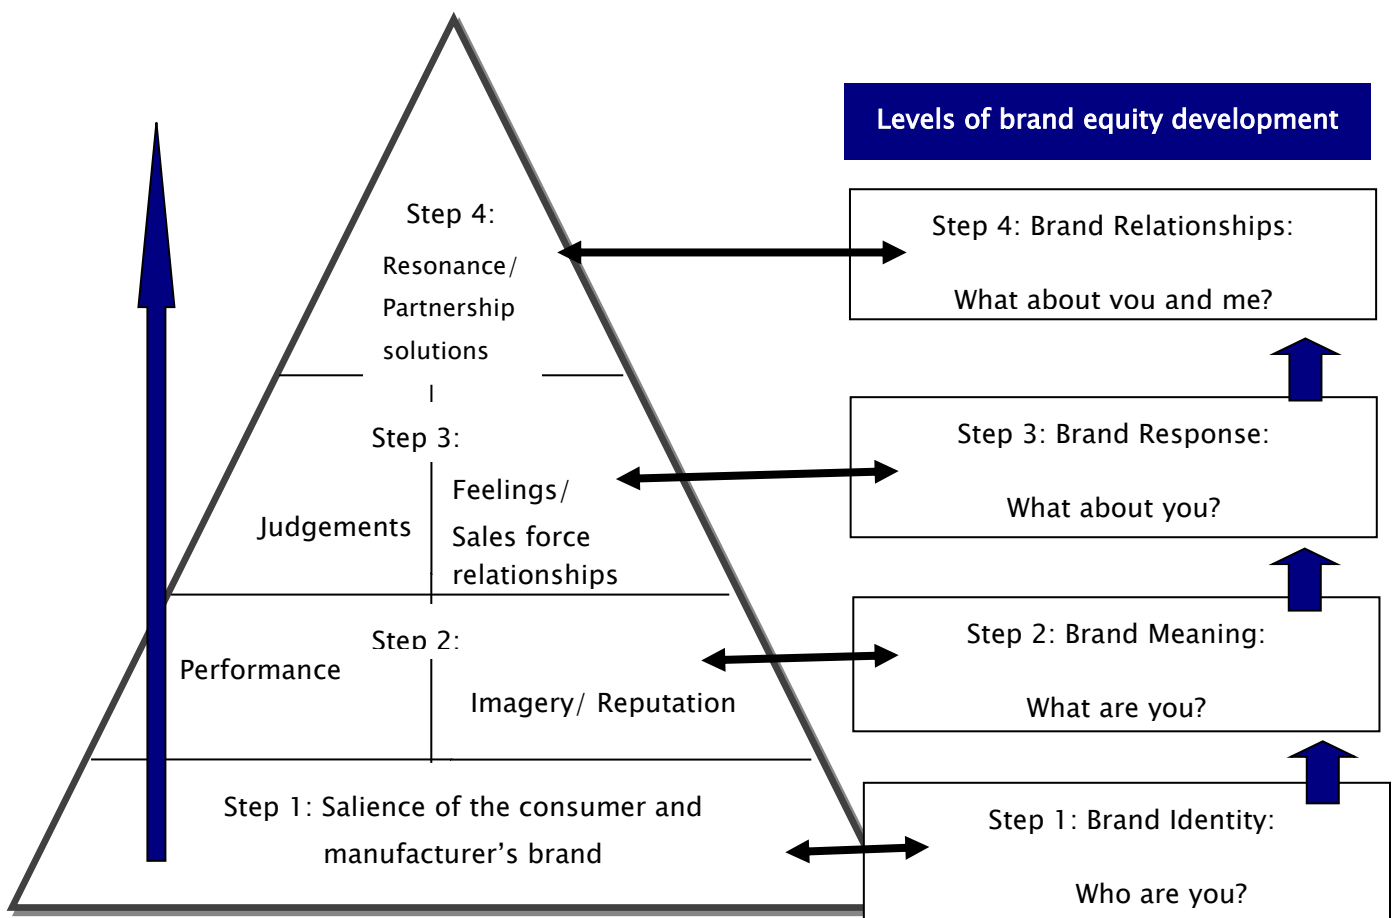 Levels of brand equity development
Step 4:
Resonance/
Partnership
solutions
Step 4: Brand Relationships:
What about you and me?
Step 3:
Judgements
Feelings/
Sales force
relationships
Step 3: Brand Response:
What about you?
Step 2:
Performance
Imagery/ Reputation
Step 2: Brand Meaning:
What are you?
Step 1: Salience of the consumer and
manufacturer’s brand
Step 1: Brand Identity:
Who are you?